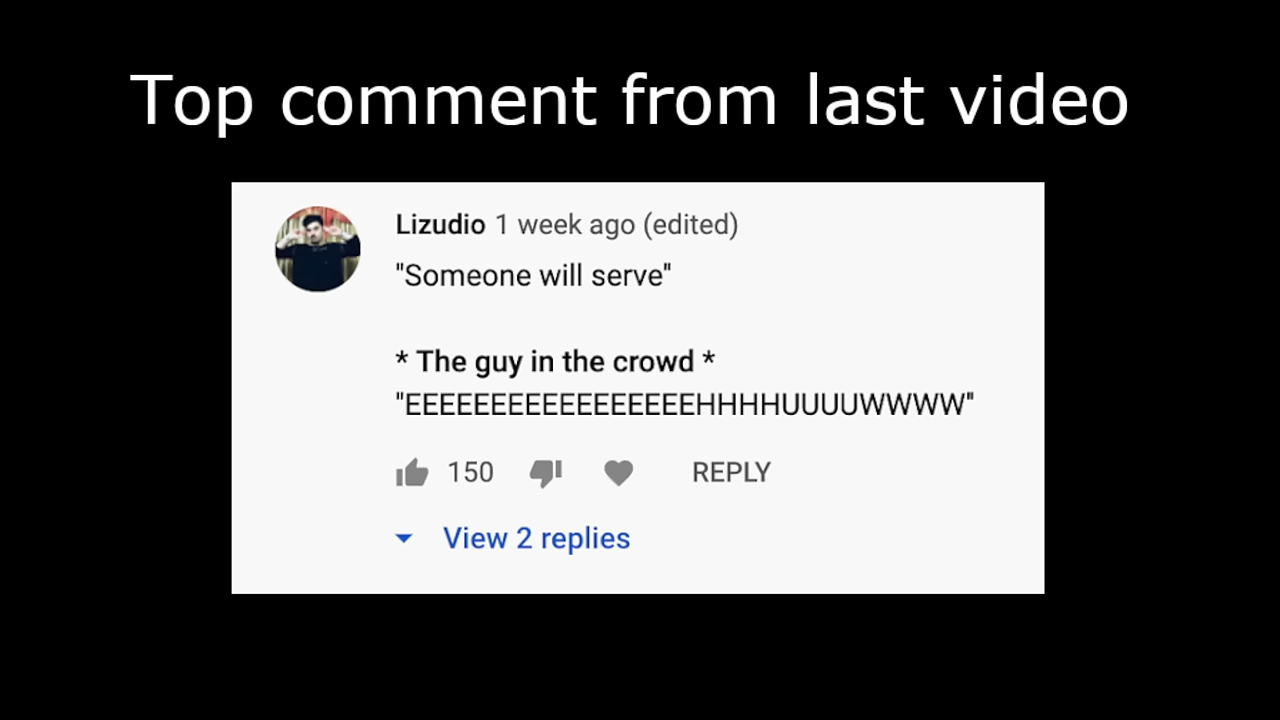 Top comment from last video
Lizudio 1 week ago (edited)
"Someone will serve"
* The guy in the crowd *
"EEEEEEEEEEEEEEEEEHHHHUUUUWWWW"
150 REPLY
View 2 replies